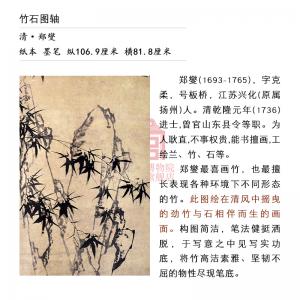 竹石图轴
清·郑燮
纸本 墨笔 纵106.9厘米 横81.8厘米
郑燮(1693-1765)，字克
柔，号板桥，江苏兴化(原属
扬州)人。清乾隆元年(1736)
进士,曾官山东县令等职。为
人耿直,不事权贵,能书擅画,工
绘兰、竹、石等。
郑燮最喜画竹，也最擅
长表现各种环境下不同形态
的竹。此图绘在清风中摇曳
的劲竹与石相伴而生的画
面。构图简洁，笔法健挺洒
脱，于写意之中见写实功
底，将竹高洁素雅、坚韧不
屈的物性尽现笔底。